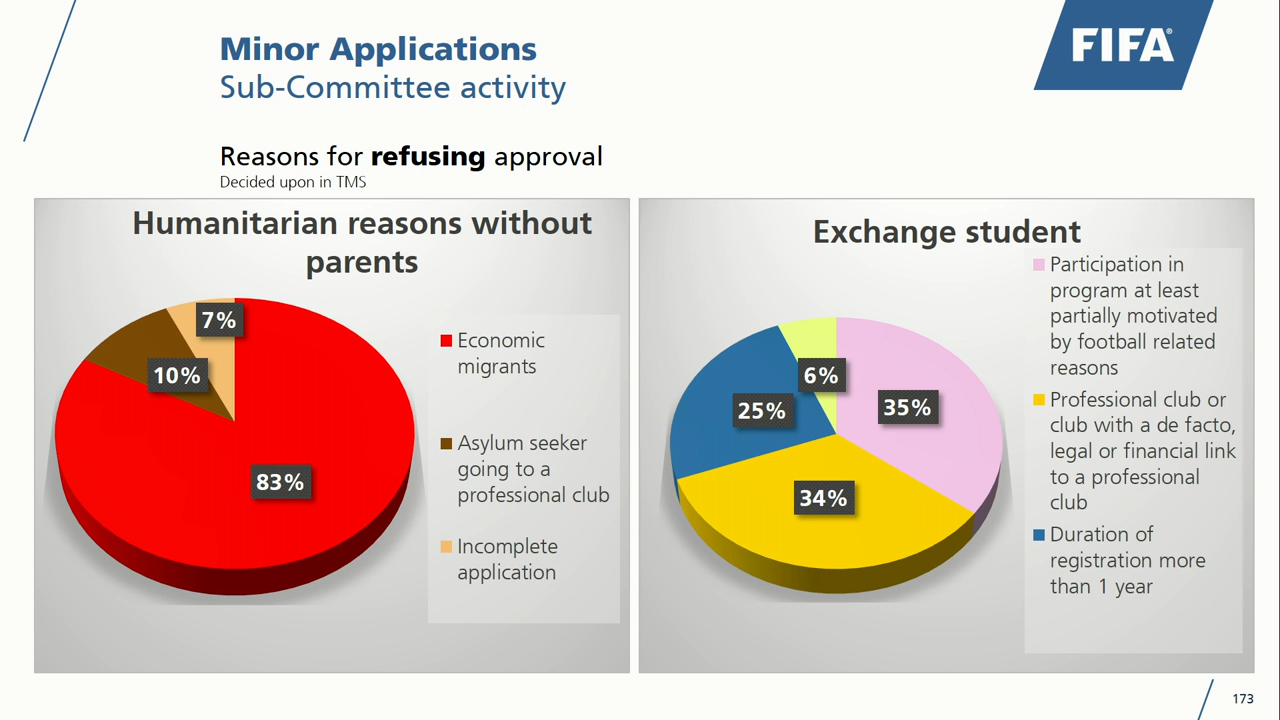 Minor Applications
Sub-Committee activity
FIFA®
Reasons for refusing approval
Decided upon in TMS
Humanitarian reasons without
parents
7%
10%
83%
Economic
migrants
Asylum seeker
going to a
professional club
Incomplete
application
Exchange student
6%
25%
35%
34%
Participation in
program at least
partially motivated
by football related
reasons
Professional club or
club with a de facto,
legal or financial link
to a professional
club
Duration of
registration more
than 1 year
173